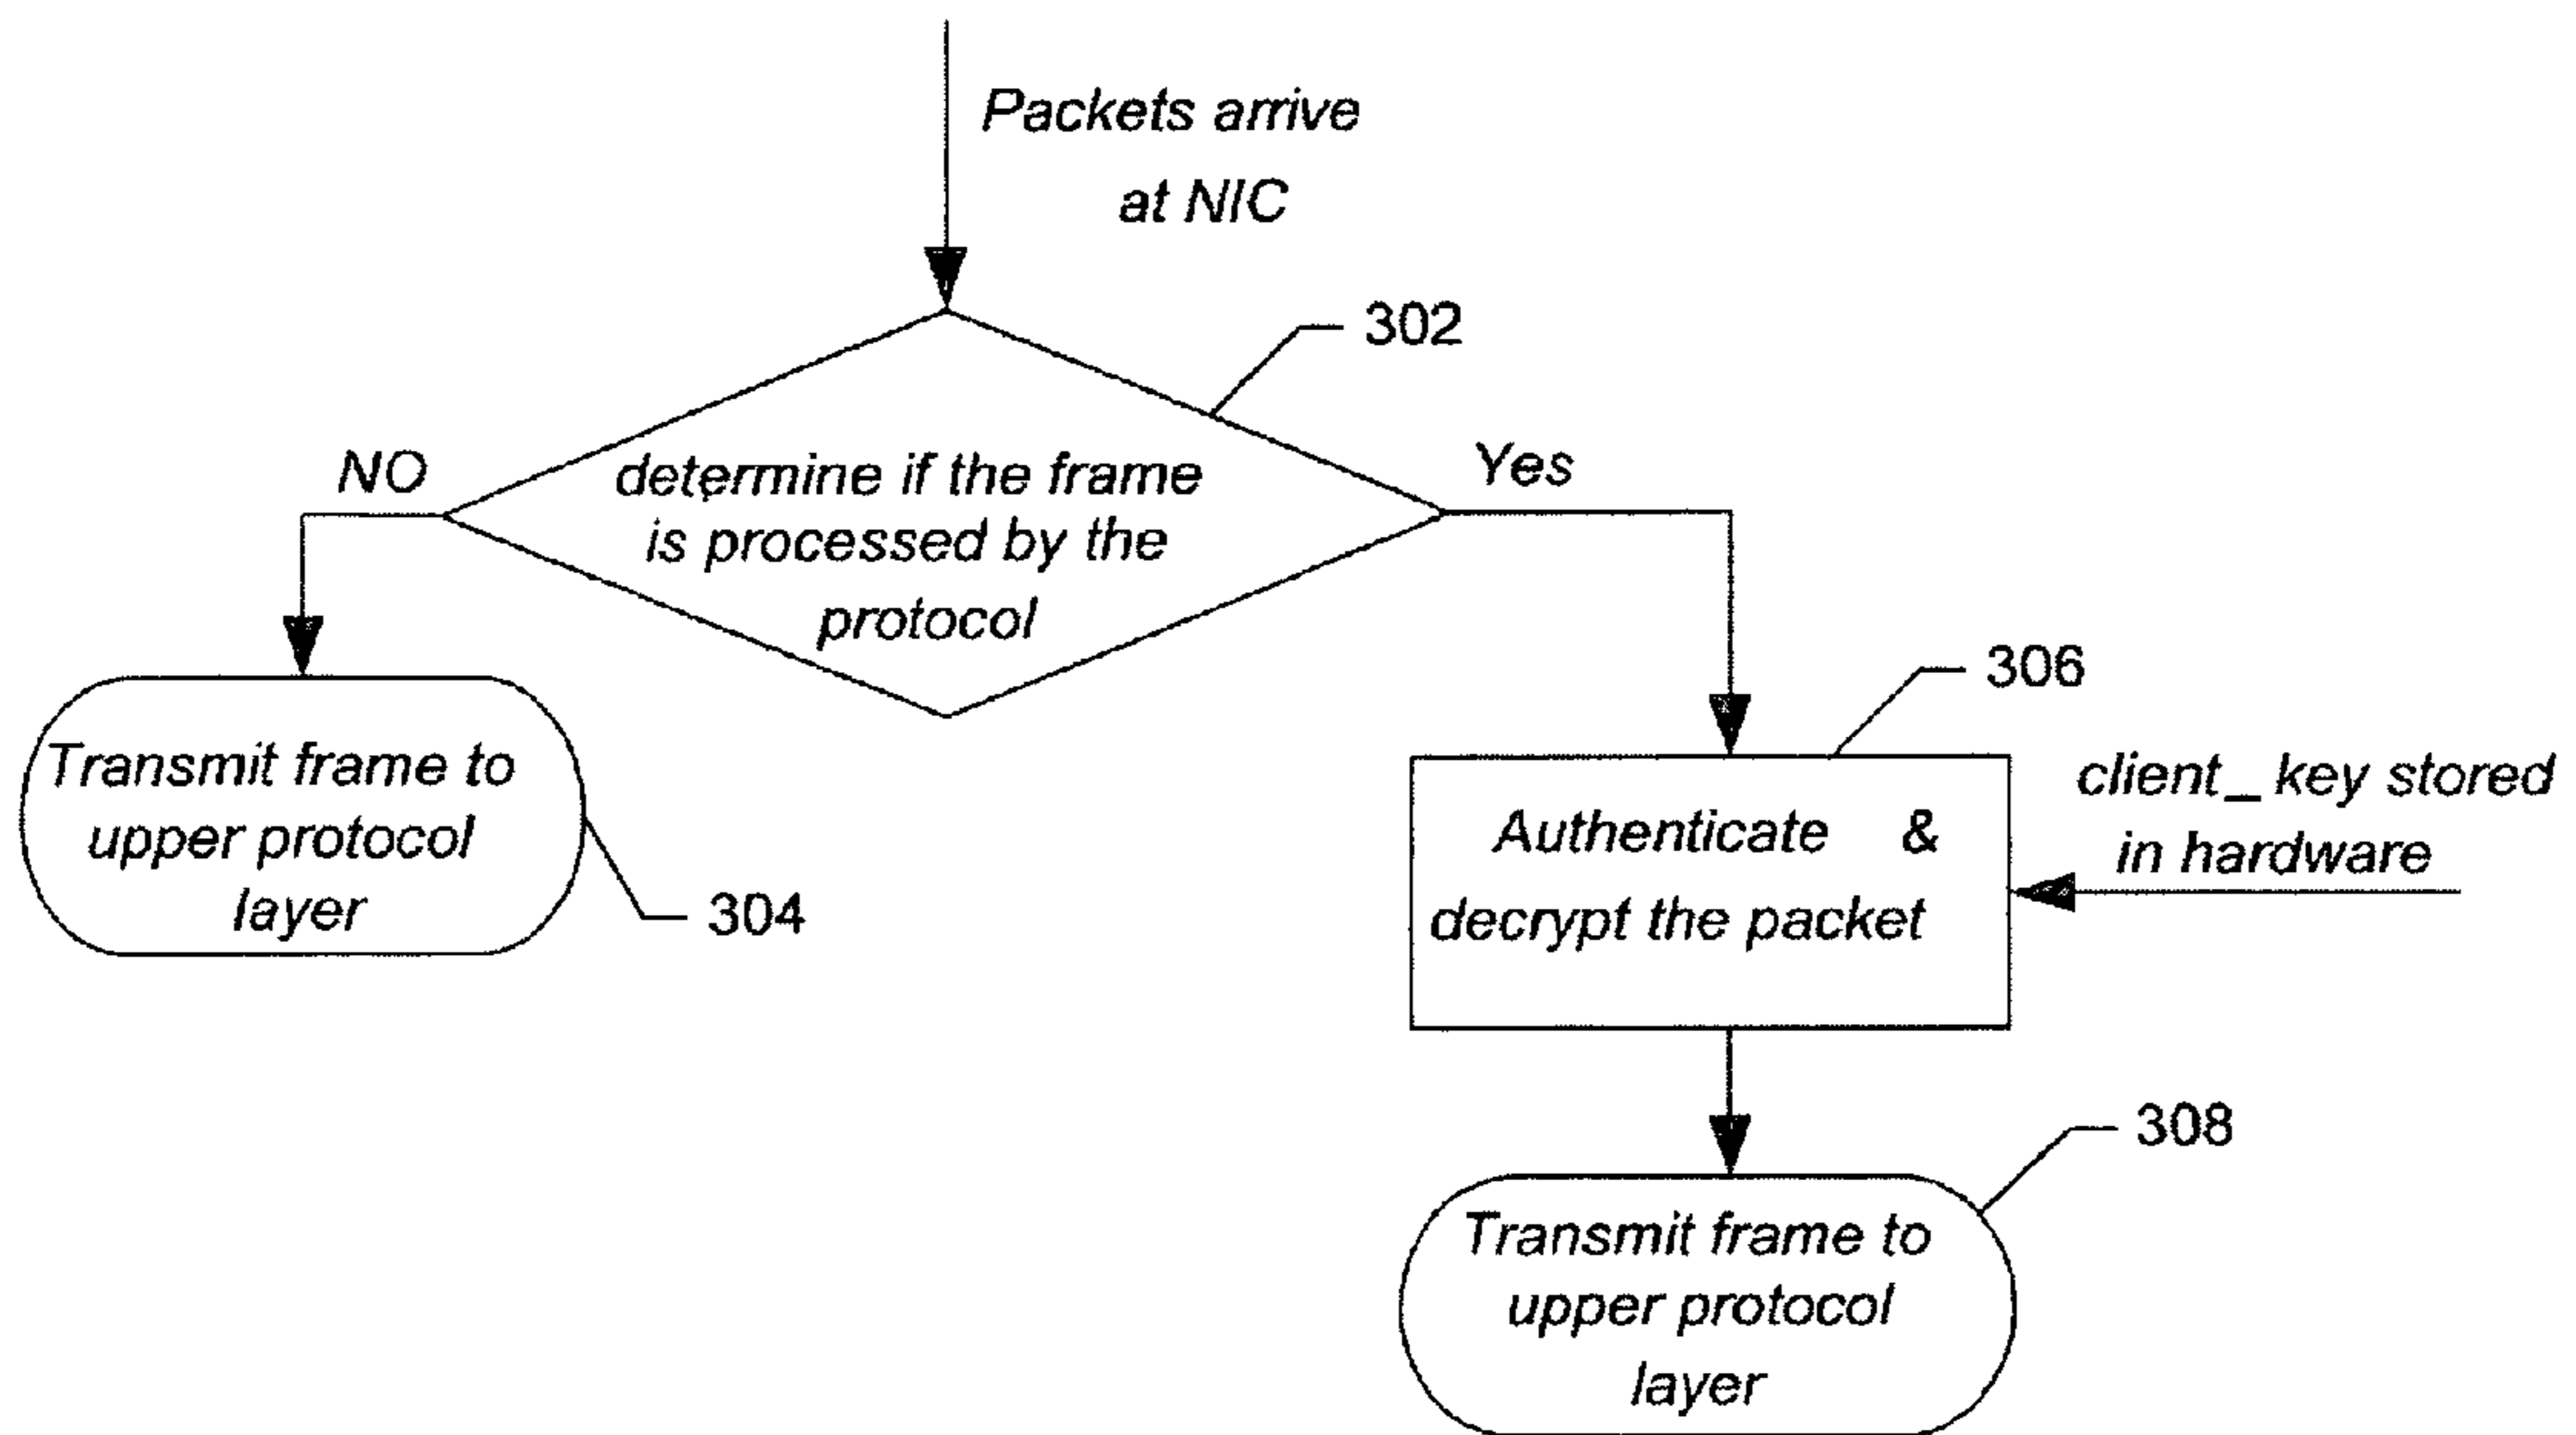 Packets arrive
at NIC
302
NO
Yes
determine if the frame
is processed by the
protocol
306
Transmit frame to
upper protocol
layer
304
client_ key stored
in hardware
Authenticate &
decrypt the packet
308
Transmit frame to
upper protocol
layer